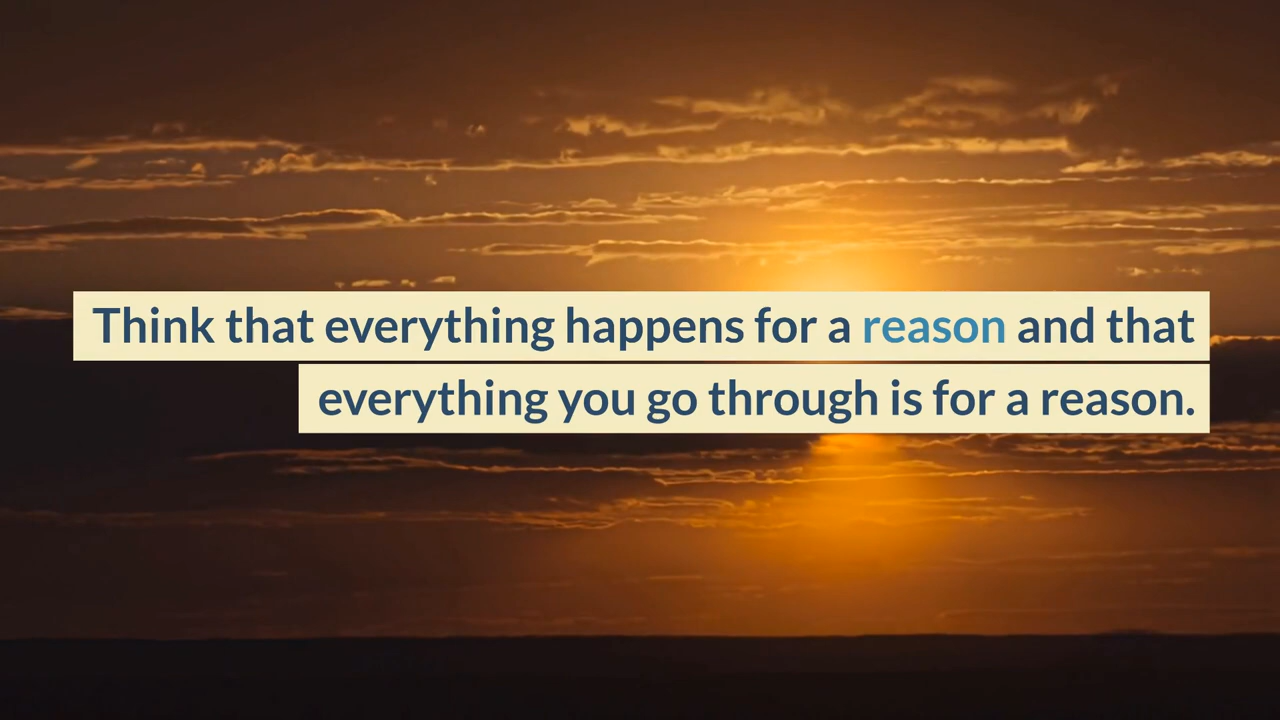 Think that everything happens for a reason and that
everything you go through is for a reason.